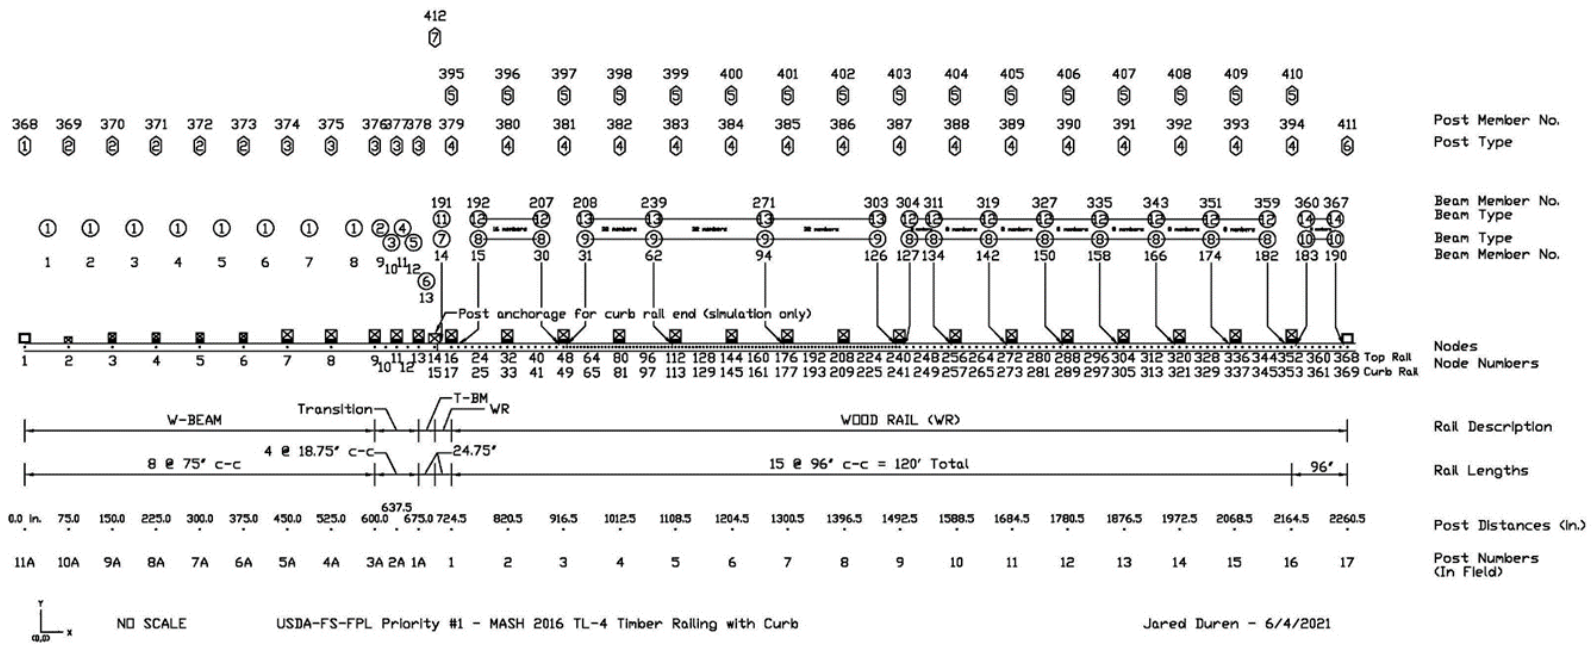 412
7
395 396 397 398 399 400 401 402 403 404 405 406 407 408 409 410
5 5 5 5 5 5 5 5 5 5 5 5 5 5 5 5
368 369 370 371 372 373 374 375 376 377 378 379 380 381 382 383 384 385 386 387 388 389 390 391 392 393 394 411 Post Member No.
1 2 2 2 2 2 3 3 3 3 3 4 4 4 4 4 4 4 4 4 4 4 4 4 4 4 4 6 Post Type
191 192 207 208 239 271 303 304 311 319 327 335 343 351 359 360 367 Beam Member No.
11 12 12 13 13 13 13 12 12 12 12 12 12 12 12 14 14 Beam Type
1 1 1 1 1 1 1 1 2 4
3 5 7 8 8 9 9 9 9 8 8 8 8 8 8 8 8 10 10 Beam Type
1 2 3 4 5 6 7 8 9 10 11 12 14 15 30 31 62 94 126 127 134 142 150 158 166 174 182 183 190 Beam Member No.
6
13
Post anchorage for curb rail end (simulation only)
Nodes
1 2 3 4 5 6 7 8 9 11 13 14 16 24 32 40 48 64 80 96 112 128 144 160 176 192 208 224 240 248 256 264 272 280 288 296 304 312 320 328 336 344 352 360 368 Top Rail
Node Numbers
10 12 15 17 25 33 41 49 65 81 97 113 129 145 161 177 193 209 225 241 249 257 265 273 281 289 297 305 313 321 329 337 345 353 361 369 Curb Rail
T-BM
Transition WR
W-BEAM WOOD RAIL (WR) Rail Description
4 @ 18.75" c-c 24.75"
8 @ 75" c-c 15 @ 96" c-c = 120' Total 96" Rail Lengths
637.5
0.0 in. 75.0 150.0 225.0 300.0 375.0 450.0 525.0 600.0 675.0 724.5 820.5 916.5 1012.5 1108.5 1204.5 1300.5 1396.5 1492.5 1588.5 1684.5 1780.5 1876.5 1972.5 2068.5 2164.5 2260.5 Post Distances (in.)
11A 10A 9A 8A 7A 6A 5A 4A 3A 2A 1A 1 2 3 4 5 6 7 8 9 10 11 12 13 14 15 16 17 Post Numbers
(In Field)
Y
X
(0,0)
NO SCALE USDA-FS-FPL Priority #1 - MASH 2016 TL-4 Timber Railing with Curb Jared Duren - 6/4/2021